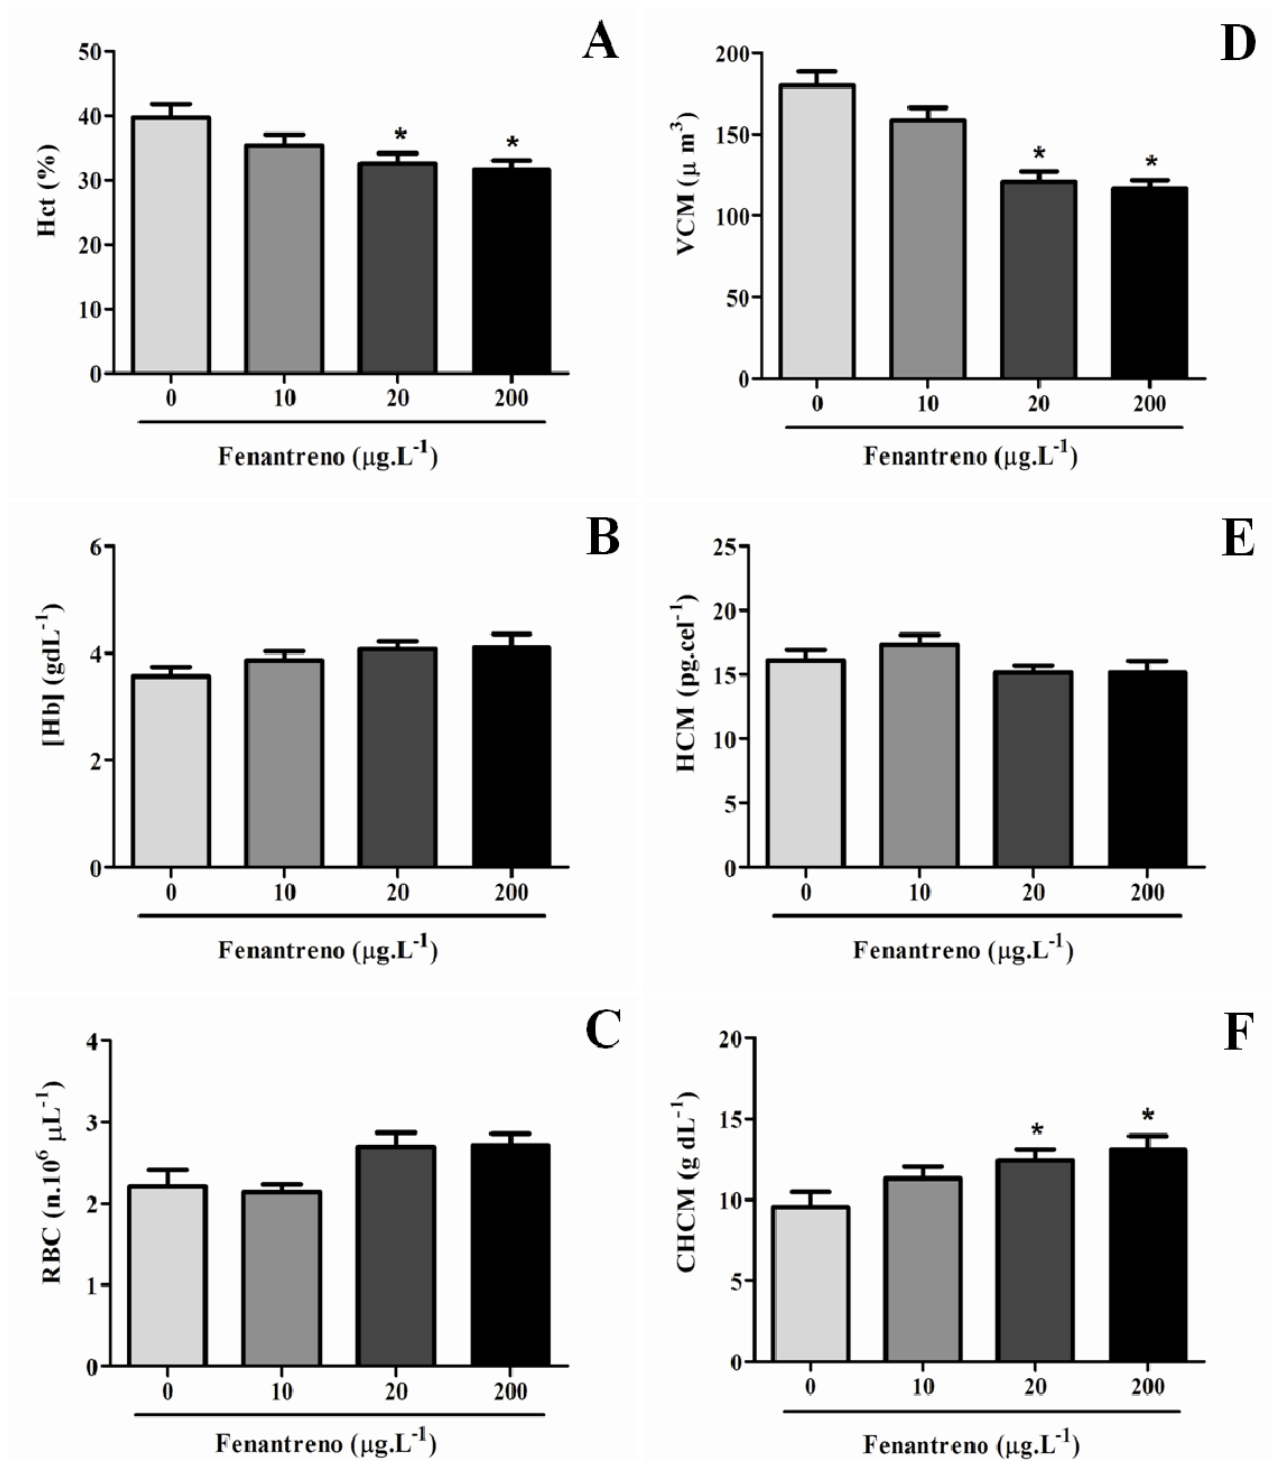 A
Hct (%)
50
40
30
20
10
0
* *
0 10 20 200
Fenantreno (µg.L⁻¹)
D
VCM (µ m³)
200
150
100
50
0
* *
0 10 20 200
Fenantreno (µg.L⁻¹)
B
[Hb] (gdL⁻¹)
6
4
2
0
0 10 20 200
Fenantreno (µg.L⁻¹)
E
HCM (pg.cel⁻¹)
25
20
15
10
5
0
0 10 20 200
Fenantreno (µg.L⁻¹)
C
RBC (n.10⁶ µL⁻¹)
4
3
2
1
0
0 10 20 200
Fenantreno (µg.L⁻¹)
F
CHCM (g dL⁻¹)
20
15
10
5
0
* *
0 10 20 200
Fenantreno (µg.L⁻¹)